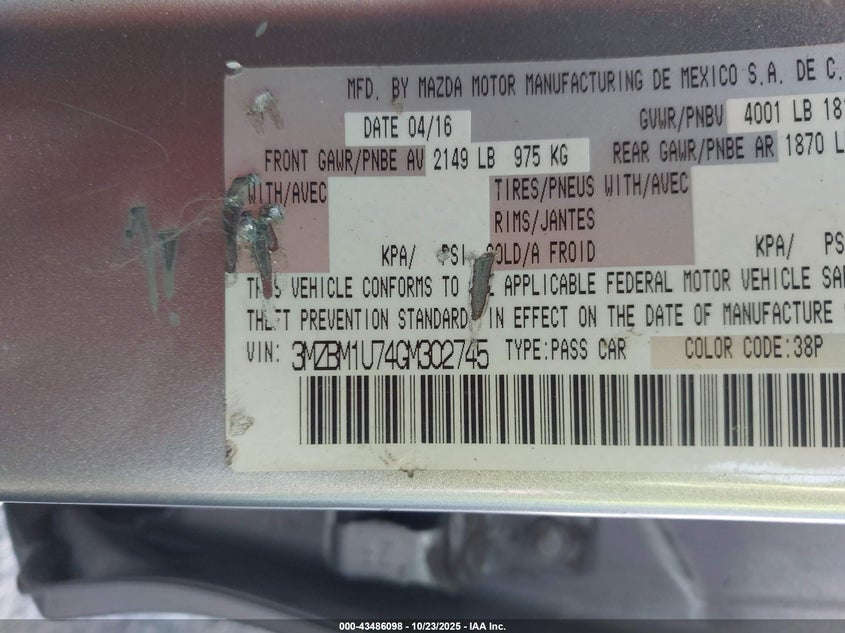 MFD. BY MAZDA MOTOR MANUFACTURING DE MEXICO S.A. DE C.
DATE 04/16 GVWR/PNBV 4001 LB
FRONT GAWR/PNBE AV 2149 LB 975 KG REAR GAWR/PNBE AR 1870
WITH/AVEC TIRES/PNEUS WITH/AVEC
RIMS/JANTES
KPA/ PSI COLD/A FROID KPA/
THIS VEHICLE CONFORMS TO APPLICABLE FEDERAL MOTOR VEHICLE
THEFT PREVENTION STANDARDS IN EFFECT ON THE DATE OF MANUFACTURE
VIN: 3MZBM1U74GM302745 TYPE:PASS CAR COLOR CODE:38P
000-43486098 - 10/23/2025 - IAA Inc.